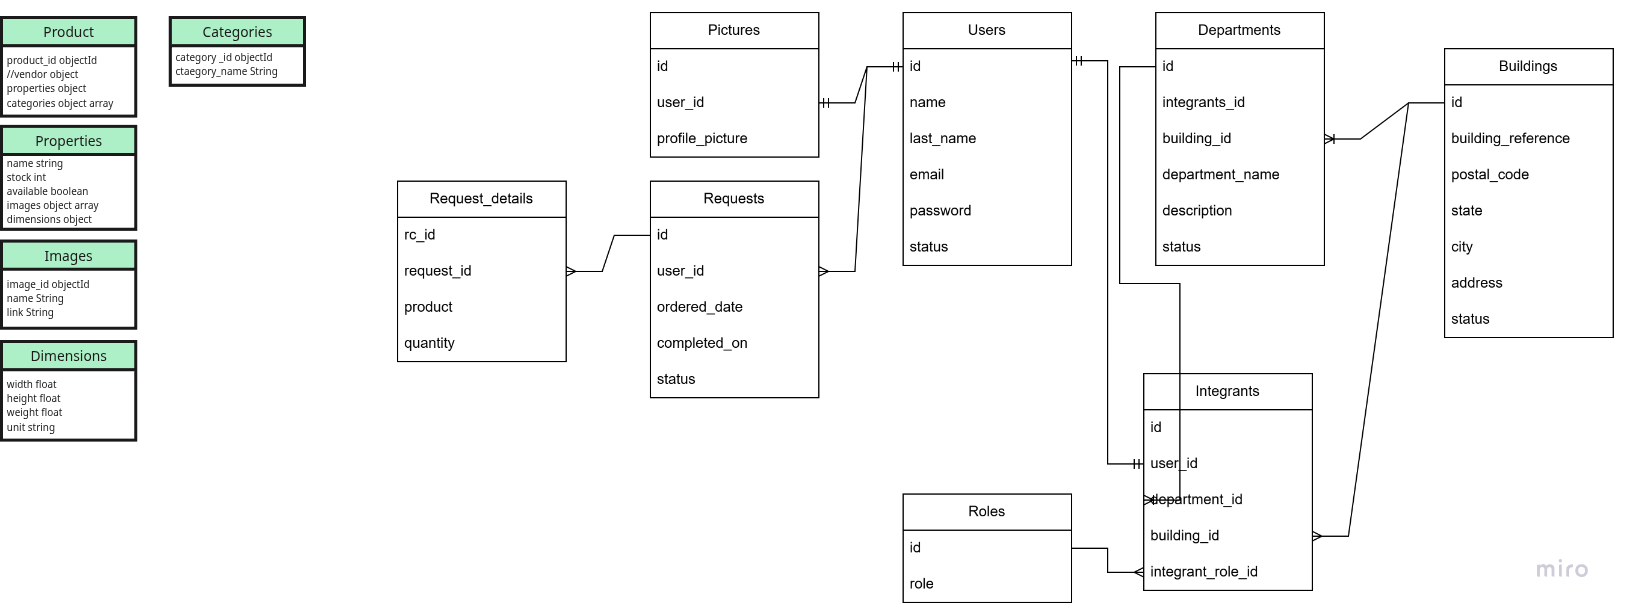 Product
product_id objectId
//vendor object
properties object
categories object array
Categories
category _id objectId
ctaegory_name String
Properties
name string
stock int
available boolean
images object array
dimensions object
Images
image_id objectId
name String
link String
Dimensions
width float
height float
weight float
unit string
Pictures
id
user_id
profile_picture
Users
id
name
last_name
email
password
status
Departments
id
integrants_id
building_id
department_name
description
status
Buildings
id
building_reference
postal_code
state
city
address
status
Request_details
rc_id
request_id
product
quantity
Requests
id
user_id
ordered_date
completed_on
status
Integrants
id
user_id
department_id
building_id
integrant_role_id
Roles
id
role
miro